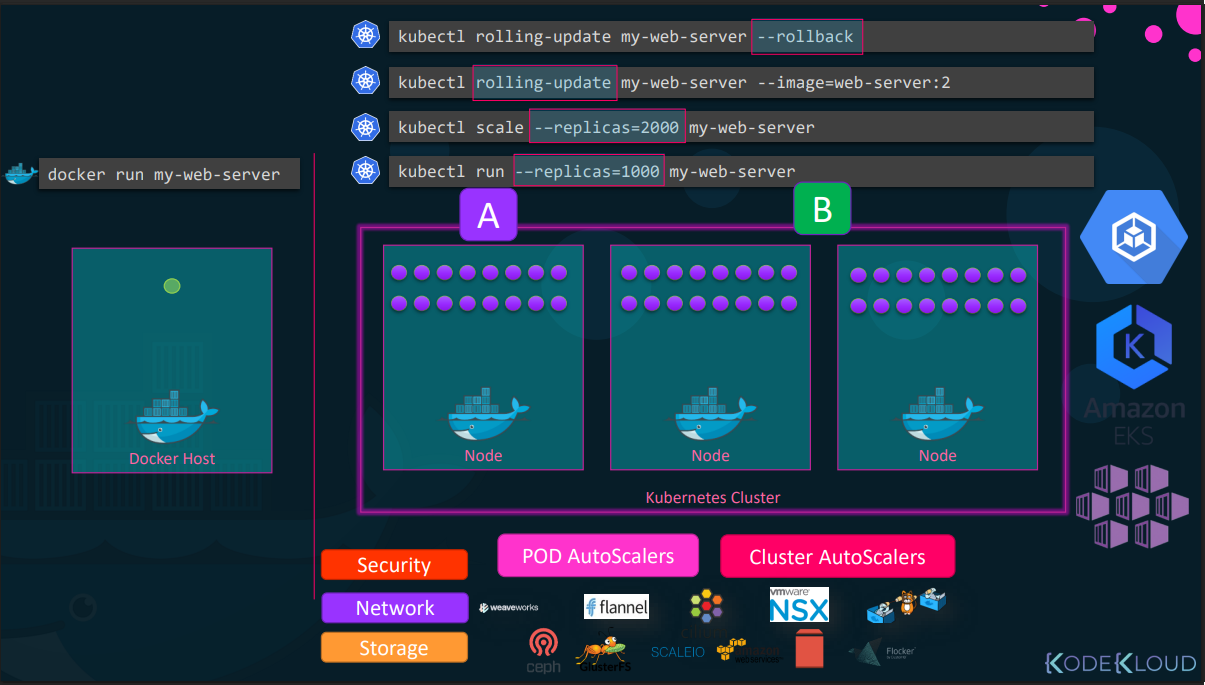 kubectl rolling-update my-web-server --rollback
kubectl rolling-update my-web-server --image=web-server:2
kubectl scale --replicas=2000 my-web-server
docker run my-web-server
kubectl run --replicas=1000 my-web-server
A
B
K
Amazon
EKS
Docker Host
Node
Node
Node
Kubernetes Cluster
POD AutoScalers
Cluster AutoScalers
Security
Network
weaveworks
flannel
vmware
NSX
Storage
ceph
GlusterFS
SCALEIO
amazon
webservices
Flocker
KODEKLOUD